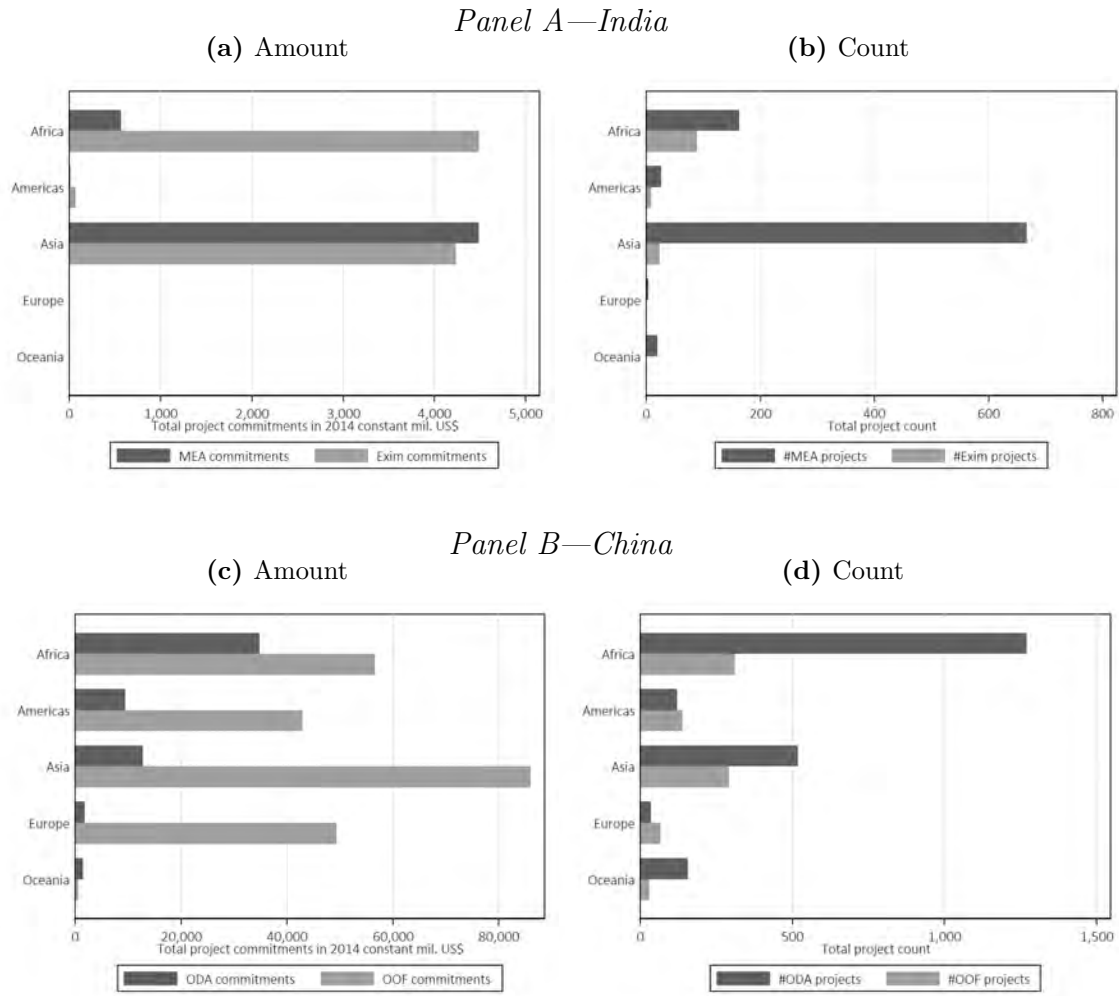 Panel A—India
(a) Amount
(b) Count
Africa
Americas
Asia
Europe
Oceania
0 1,000 2,000 3,000 4,000 5,000
Total project commitments in 2014 constant mil. US$
MEA commitments Exim commitments
Africa
Americas
Asia
Europe
Oceania
0 200 400 600 800
Total project count
#MEA projects #Exim projects
Panel B—China
(c) Amount
(d) Count
Africa
Americas
Asia
Europe
Oceania
0 20,000 40,000 60,000 80,000
Total project commitments in 2014 constant mil. US$
ODA commitments OOF commitments
Africa
Americas
Asia
Europe
Oceania
0 500 1,000 1,500
Total project count
#ODA projects #OOF projects